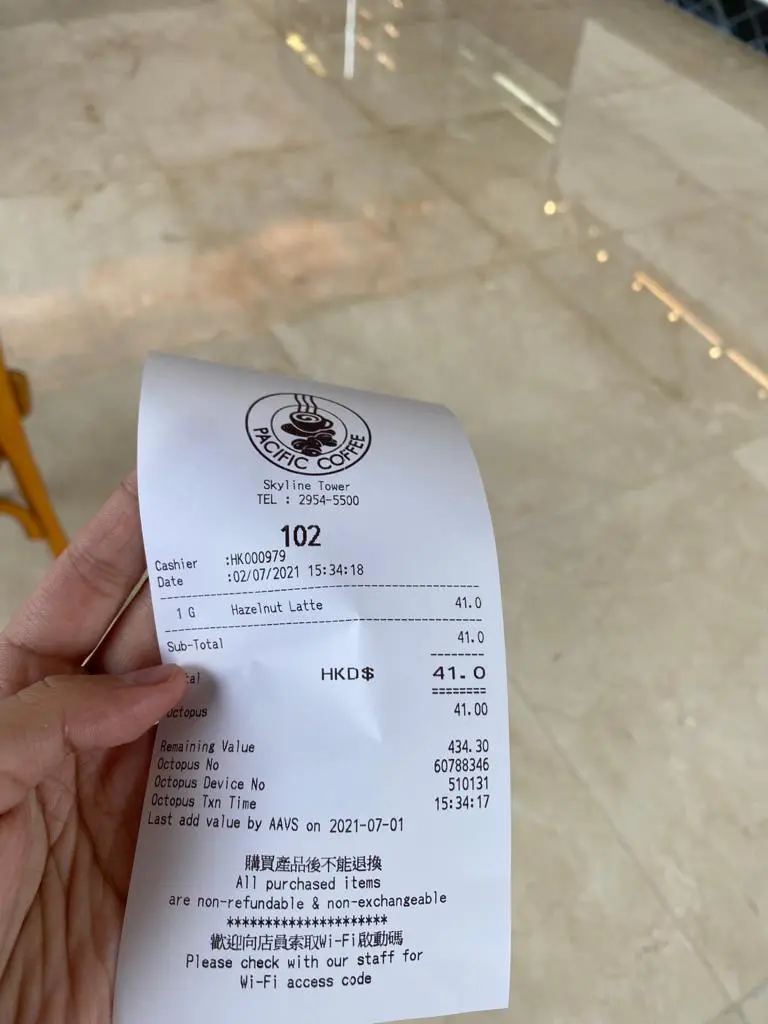 PACIFIC COFFEE
Skyline Tower
TEL : 2954-5500
102
Cashier :HK000979
Date :02/07/2021 15:34:18
1 G Hazelnut Latte 41.0
Sub-Total 41.0
HKD$ 41.0
Octopus 41.00
Remaining Value 434.30
Octopus No 60788346
Octopus Device No 510131
Octopus Txn Time 15:34:17
Last add value by AAVS on 2021-07-01
購買產品後不能退換
All purchased items
are non-refundable & non-exchangeable
*********************
歡迎向店員索取Wi-Fi啟動碼
Please check with our staff for
Wi-Fi access code